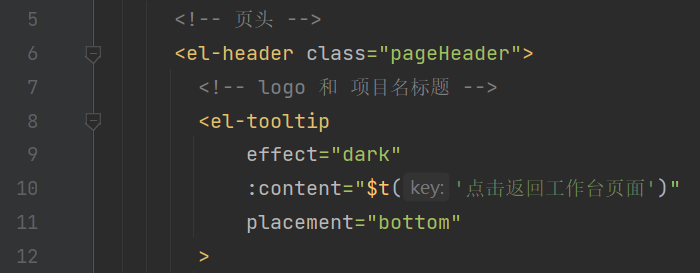 5 <!-- 页头 -->
6 <el-header class="pageHeader">
7 <!-- logo 和 项目名标题 -->
8 <el-tooltip
9 effect="dark"
10 :content="$t( key: '点击返回工作台页面')"
11 placement="bottom"
12 >